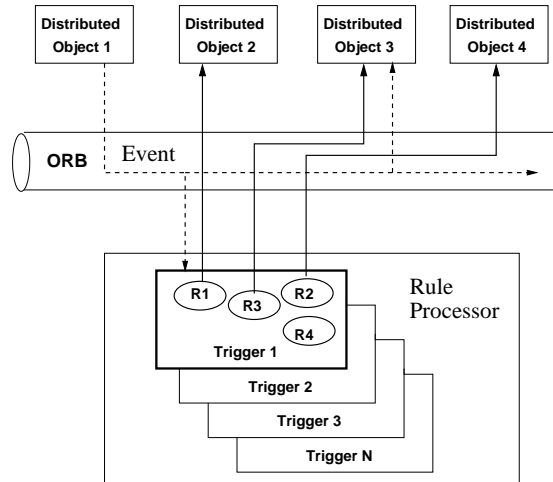 Distributed
Object 1
Distributed
Object 2
Distributed
Object 3
Distributed
Object 4
ORB
Event
Rule
Processor
R1
R3
R2
R4
Trigger 1
Trigger 2
Trigger 3
Trigger N